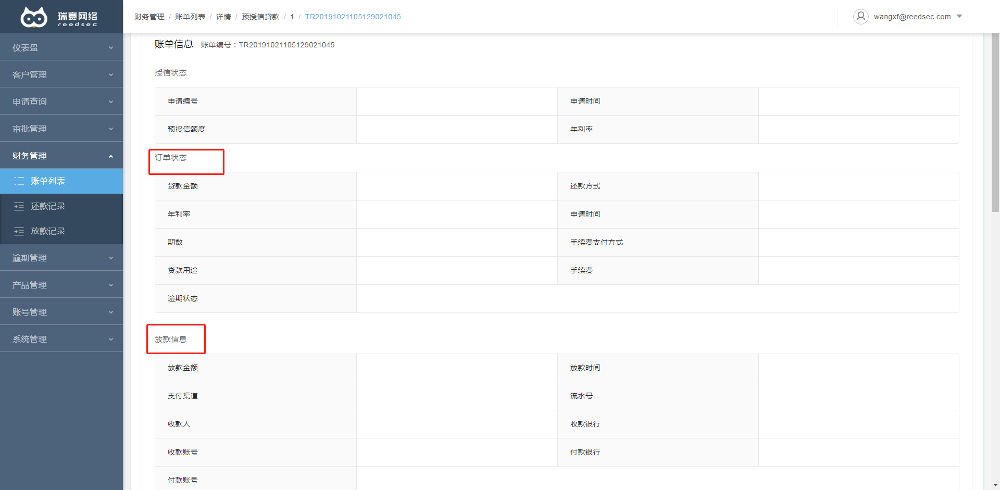 瑞赛网络
reedsec
财务管理 / 账单列表 / 详情 / 预授信贷款 / 1 / TR20191021105129021045
wangxf@reedsec.com
仪表盘
客户管理
申请查询
审批管理
财务管理
账单列表
还款记录
放款记录
逾期管理
产品管理
账号管理
系统管理
账单信息 账单编号：TR20191021105129021045
授信状态
申请编号 申请时间
预授信额度 年利率
订单状态
贷款金额 还款方式
年利率 申请时间
期数 手续费支付方式
贷款用途 手续费
逾期状态
放款信息
放款金额 放款时间
支付渠道 流水号
收款人 收款银行
收款账号 付款银行
付款账号